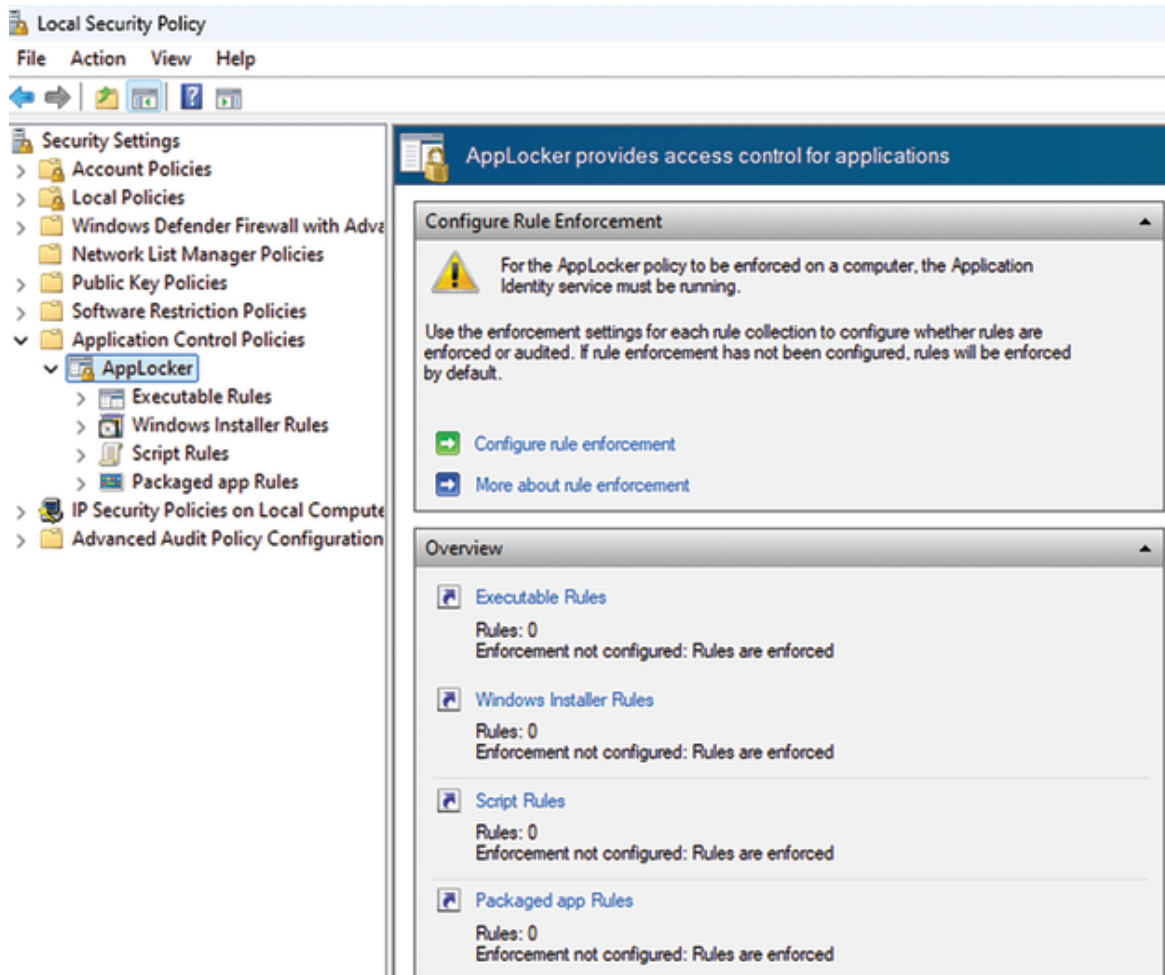 Local Security Policy
File Action View Help
Security Settings
Account Policies
Local Policies
Windows Defender Firewall with Adva
Network List Manager Policies
Public Key Policies
Software Restriction Policies
Application Control Policies
AppLocker
Executable Rules
Windows Installer Rules
Script Rules
Packaged app Rules
IP Security Policies on Local Compute
Advanced Audit Policy Configuration
AppLocker provides access control for applications
Configure Rule Enforcement
For the AppLocker policy to be enforced on a computer, the Application
Identity service must be running.
Use the enforcement settings for each rule collection to configure whether rules are
enforced or audited. If rule enforcement has not been configured, rules will be enforced
by default.
Configure rule enforcement
More about rule enforcement
Overview
Executable Rules
Rules: 0
Enforcement not configured: Rules are enforced
Windows Installer Rules
Rules: 0
Enforcement not configured: Rules are enforced
Script Rules
Rules: 0
Enforcement not configured: Rules are enforced
Packaged app Rules
Rules: 0
Enforcement not configured: Rules are enforced